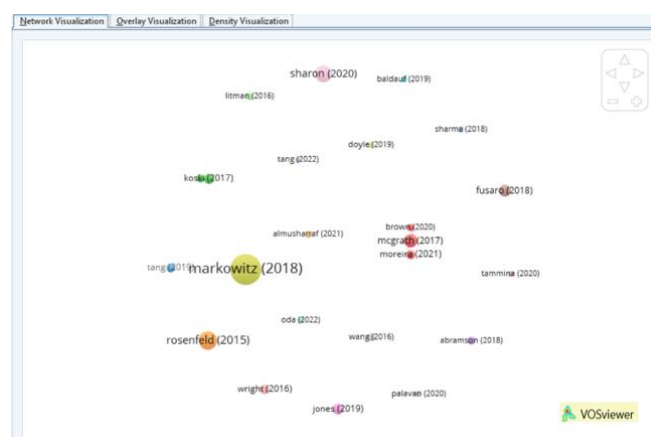 Network Visualization Overlay Visualization Density Visualization
sharon (2020)
baldauf (2019)
litman (2016)
sharma (2018)
doyle (2019)
tang (2022)
koski (2017)
fusaro (2018)
brown (2020)
almusharraf (2021)
mcgrath (2017)
moreira (2021)
tang (2019)
markowitz (2018)
tammina (2020)
oda (2022)
rosenfeld (2015)
wang (2016)
abramson (2018)
wright (2016)
palavan (2020)
jones (2019)
VOSviewer